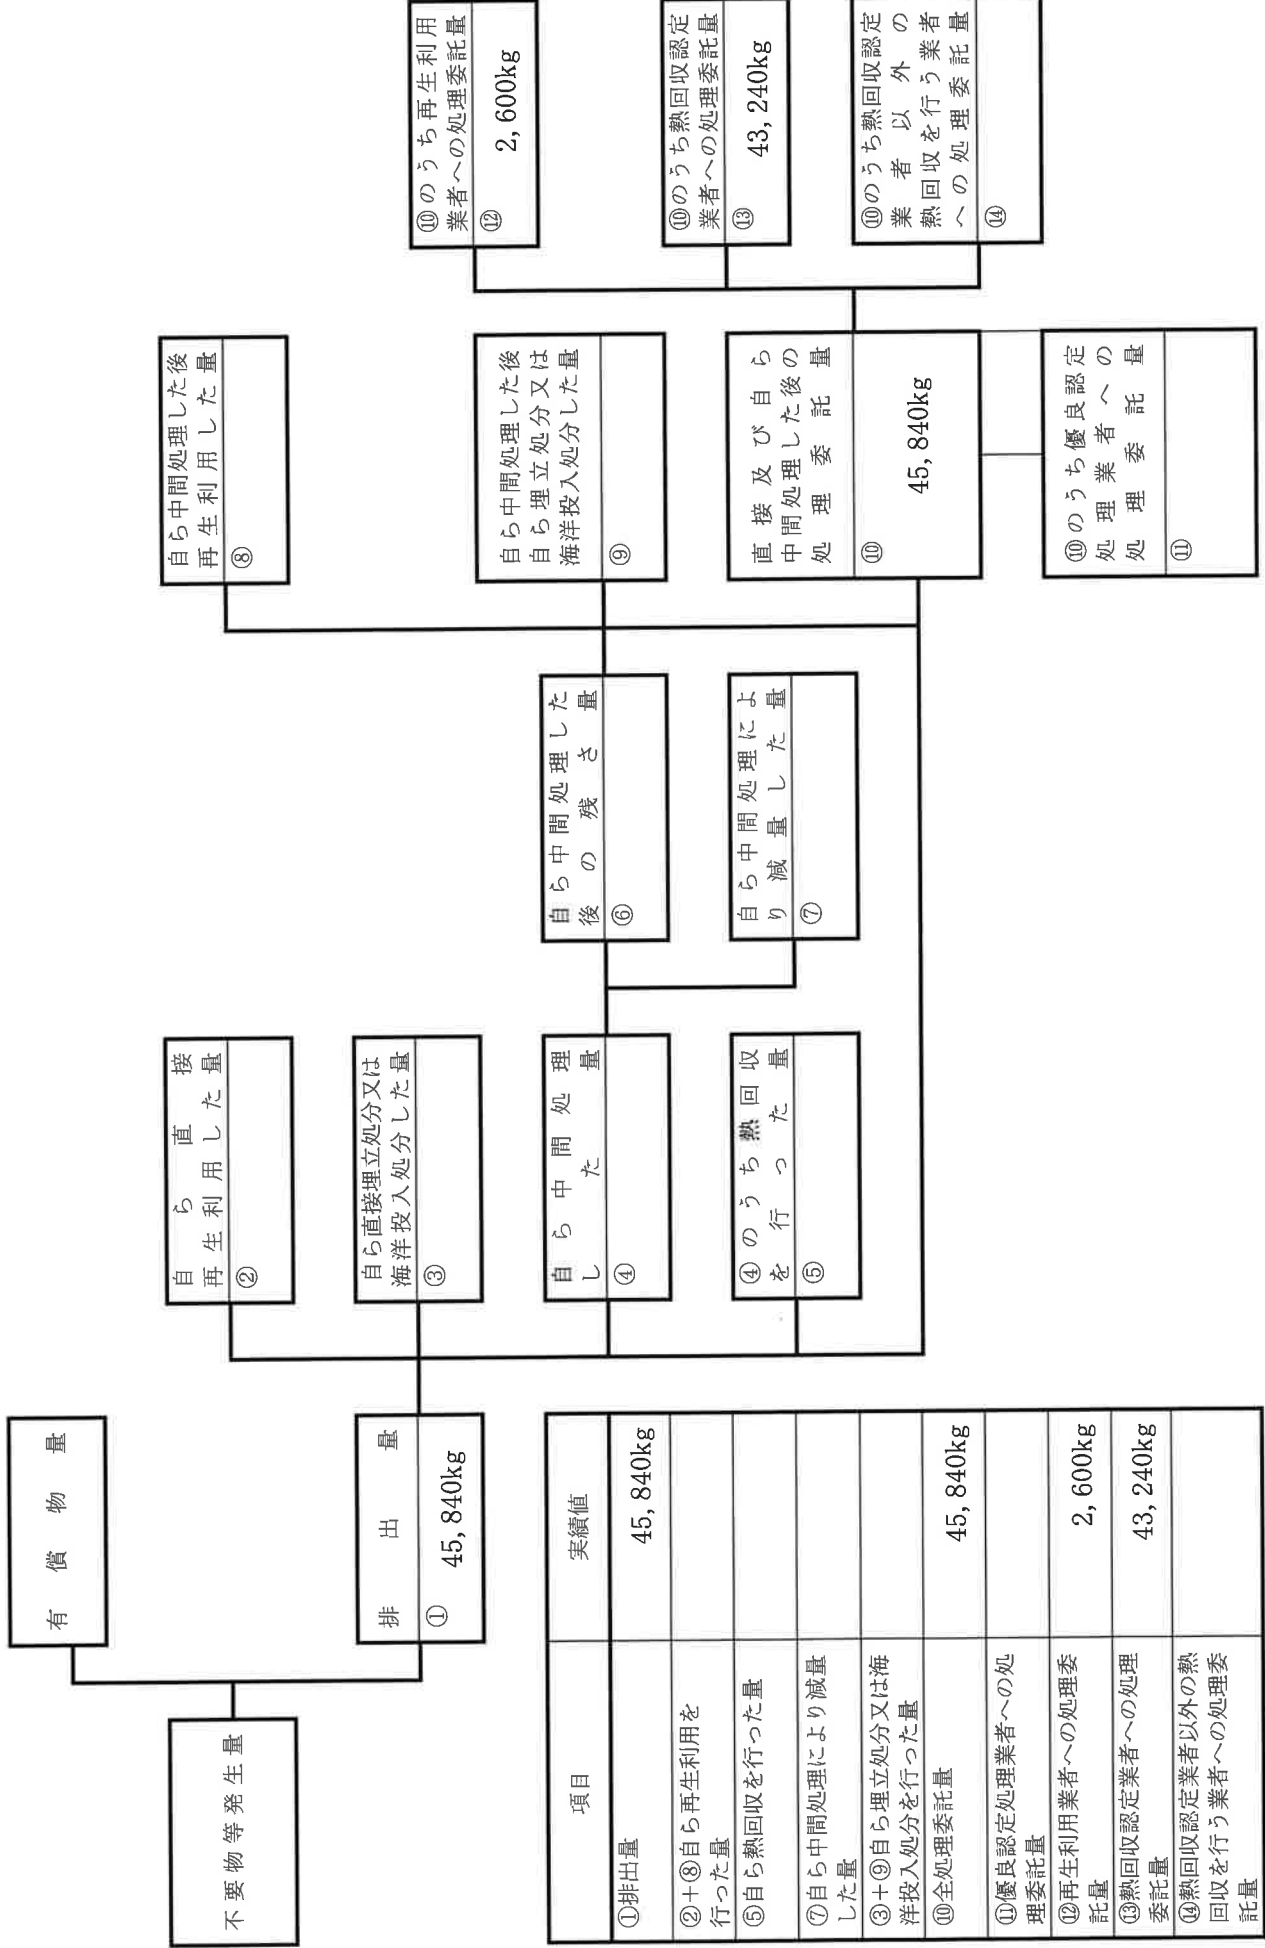 不要物等発生量
有償物量
排出量
① 45,840kg
自ら直接
再生利用した量
②
自ら直接埋立処分又は
海洋投入処分した量
③
自ら中間処理
した量
④
④のうち熱回収
を行った量
⑤
自ら中間処理した
後の残さ量
⑥
自ら中間処理によ
り減量した量
⑦
自ら中間処理した後
再生利用した量
⑧
自ら中間処理した後
自ら埋立処分又は
海洋投入処分した量
⑨
直接及び自ら
中間処理した後の
処理委託量
⑩
45,840kg
⑩のうち優良認定
処理業者への
処理委託量
⑪
⑩のうち再生利用
業者への処理委託量
⑫
2,600kg
⑩のうち熱回収認定
業者への処理委託量
⑬
43,240kg
⑩のうち熱回収認定
業者以外の
熱回収を行う業者
への処理委託量
⑭
項目 実績値
①排出量 45,840kg
②+⑧自ら再生利用を
行った量
⑤自ら熱回収を行った量
⑦自ら中間処理により減量
した量
③+⑨自ら埋立処分又は海
洋投入処分を行った量
⑩全処理委託量 45,840kg
⑪優良認定処理業者への処
理委託量
⑫再生利用業者への処理委 2,600kg
託量
⑬熱回収認定業者への処理 43,240kg
委託量
⑭熱回収認定業者以外の熱
回収を行う業者への処理委
託量